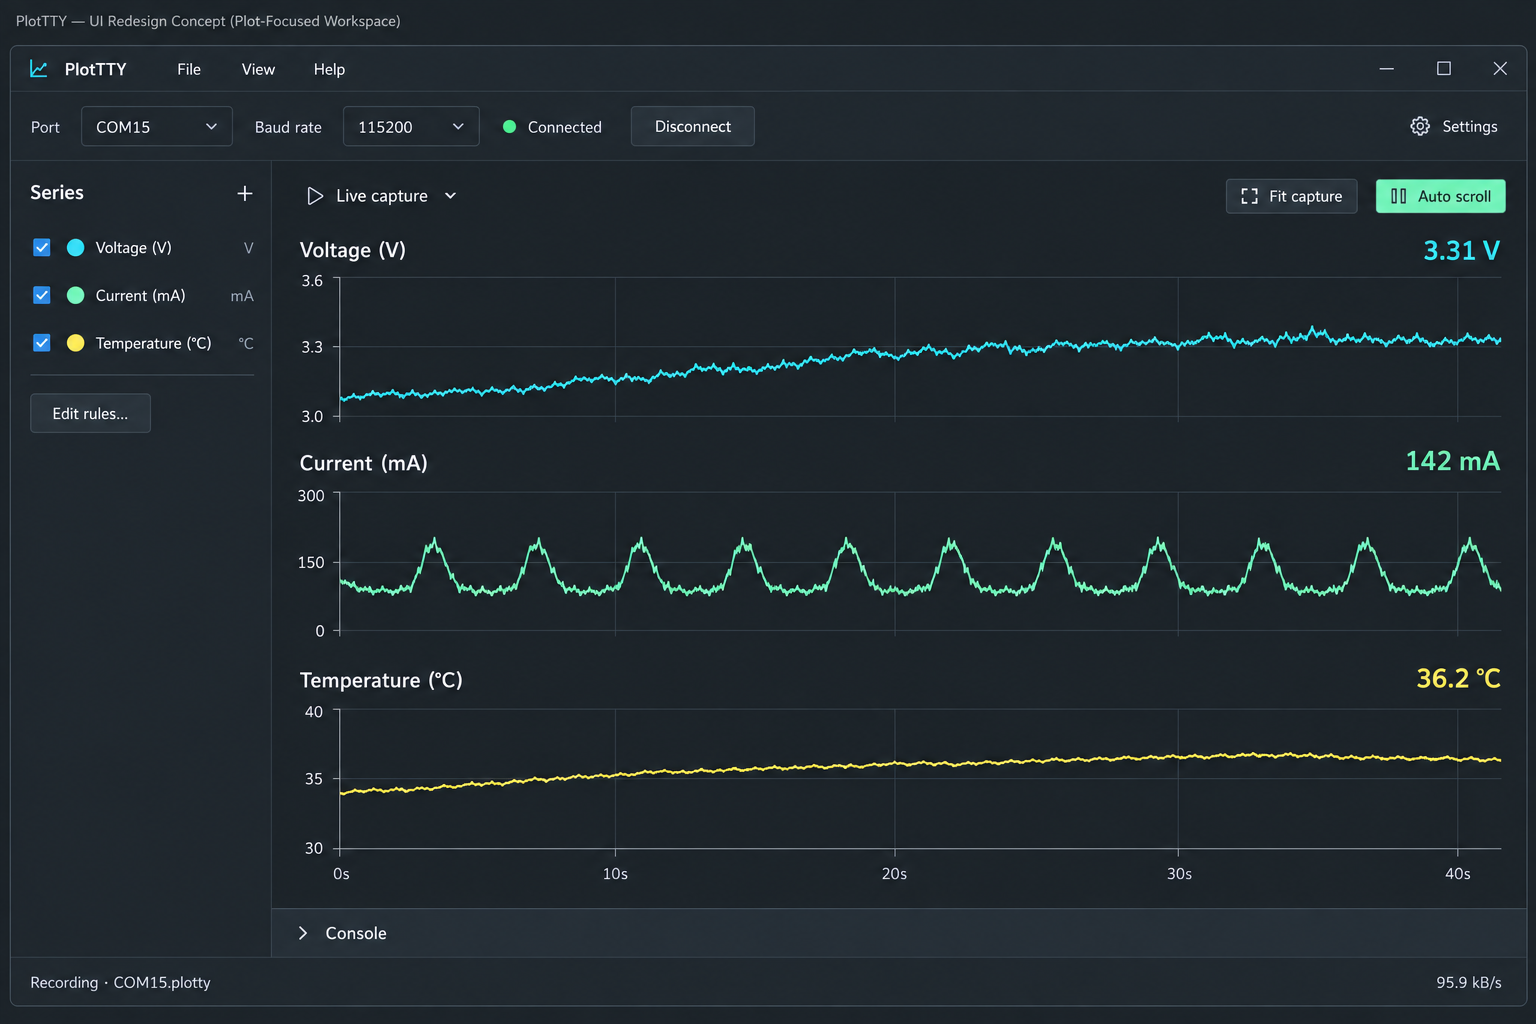 PlotTTY — UI Redesign Concept (Plot-Focused Workspace)
PlotTTY File View Help
Port COM15 Baud rate 115200 Connected Disconnect Settings
Series
Voltage (V) V
Current (mA) mA
Temperature (°C) °C
Edit rules...
Live capture Fit capture Auto scroll
Voltage (V) 3.31 V
3.6
3.3
3.0
Current (mA) 142 mA
300
150
0
Temperature (°C) 36.2 °C
40
35
30
0s 10s 20s 30s 40s
Console
Recording · COM15.plotty 95.9 kB/s